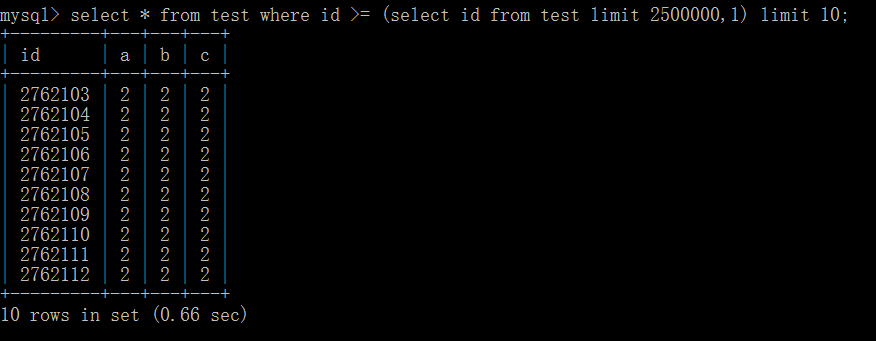 mysql> select * from test where id >= (select id from test limit 2500000,1) limit 10;
+---------+---+---+---+
| id      | a | b | c |
+---------+---+---+---+
| 2762103 | 2 | 2 | 2 |
| 2762104 | 2 | 2 | 2 |
| 2762105 | 2 | 2 | 2 |
| 2762106 | 2 | 2 | 2 |
| 2762107 | 2 | 2 | 2 |
| 2762108 | 2 | 2 | 2 |
| 2762109 | 2 | 2 | 2 |
| 2762110 | 2 | 2 | 2 |
| 2762111 | 2 | 2 | 2 |
| 2762112 | 2 | 2 | 2 |
+---------+---+---+---+
10 rows in set (0.66 sec)